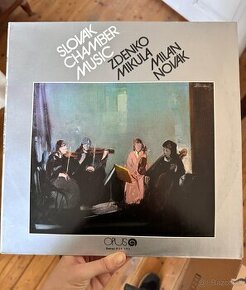 SLOVAK
CHAMBER
MUSIC
ZDENKO
MIKULA
MILAN
NOVÁK
OPUS